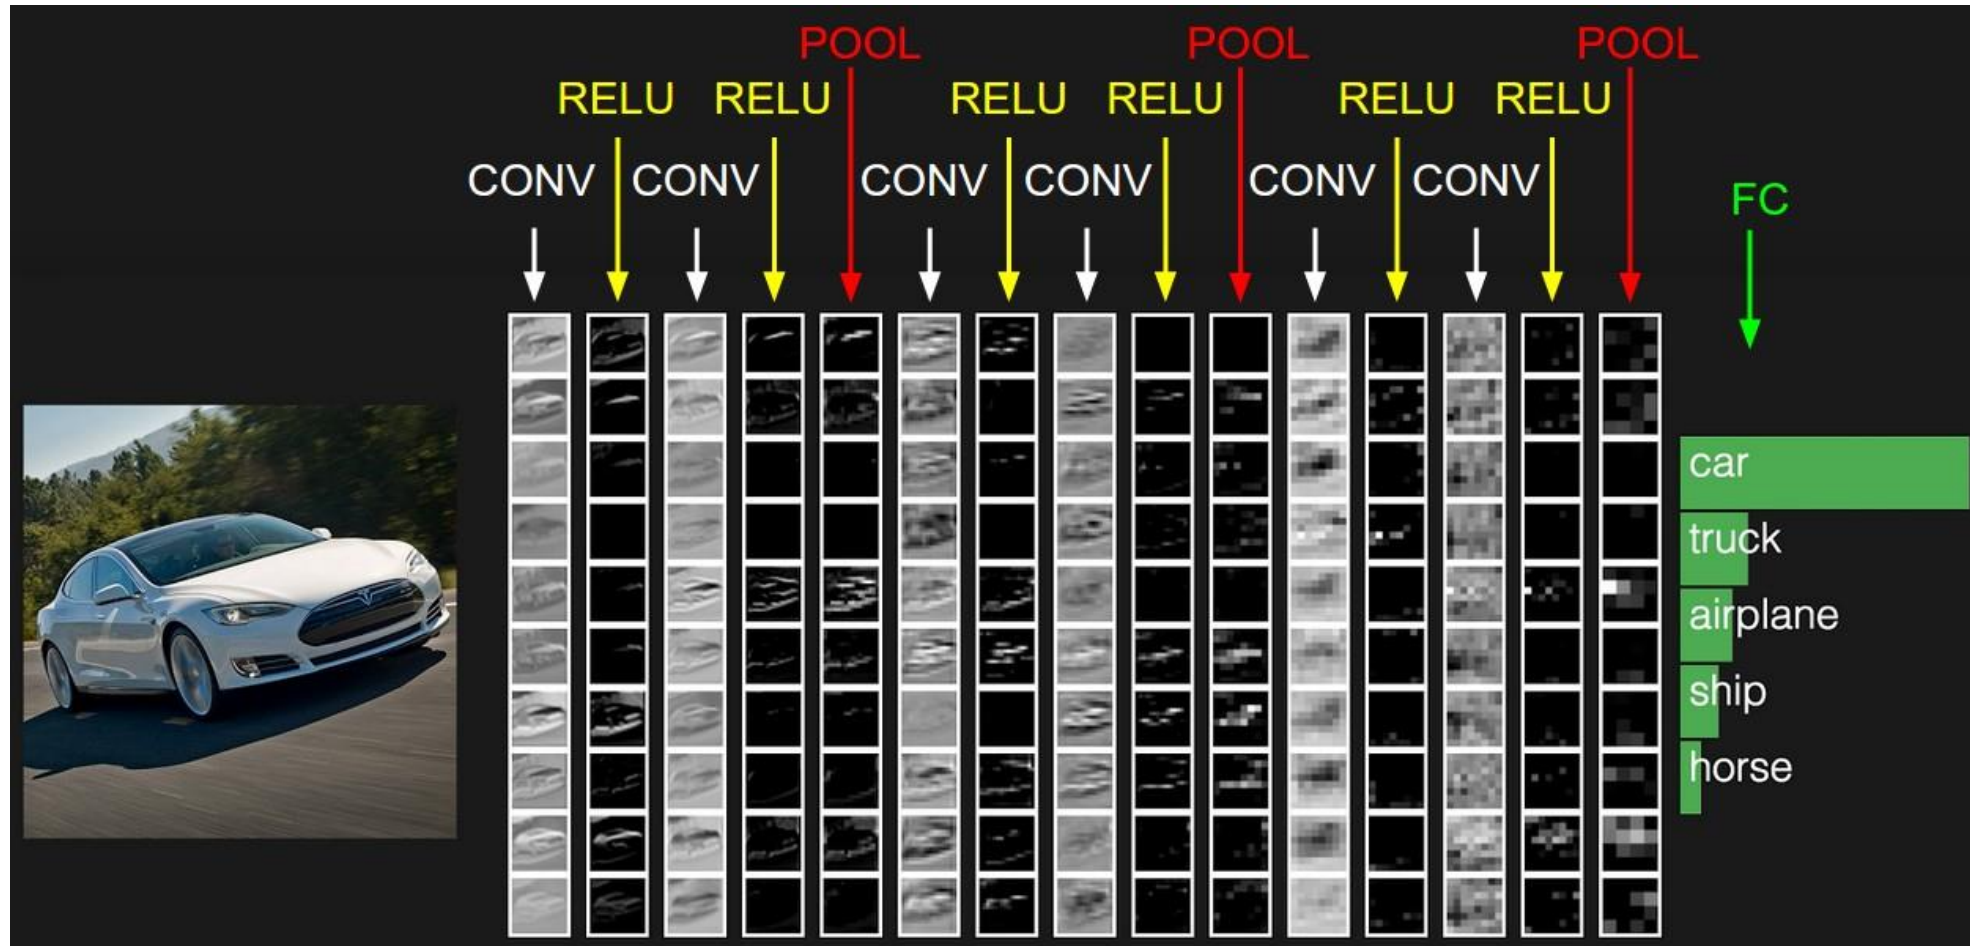 POOL POOL POOL
RELU RELU RELU RELU RELU RELU
CONV CONV CONV CONV CONV CONV
FC
car
truck
airplane
ship
horse